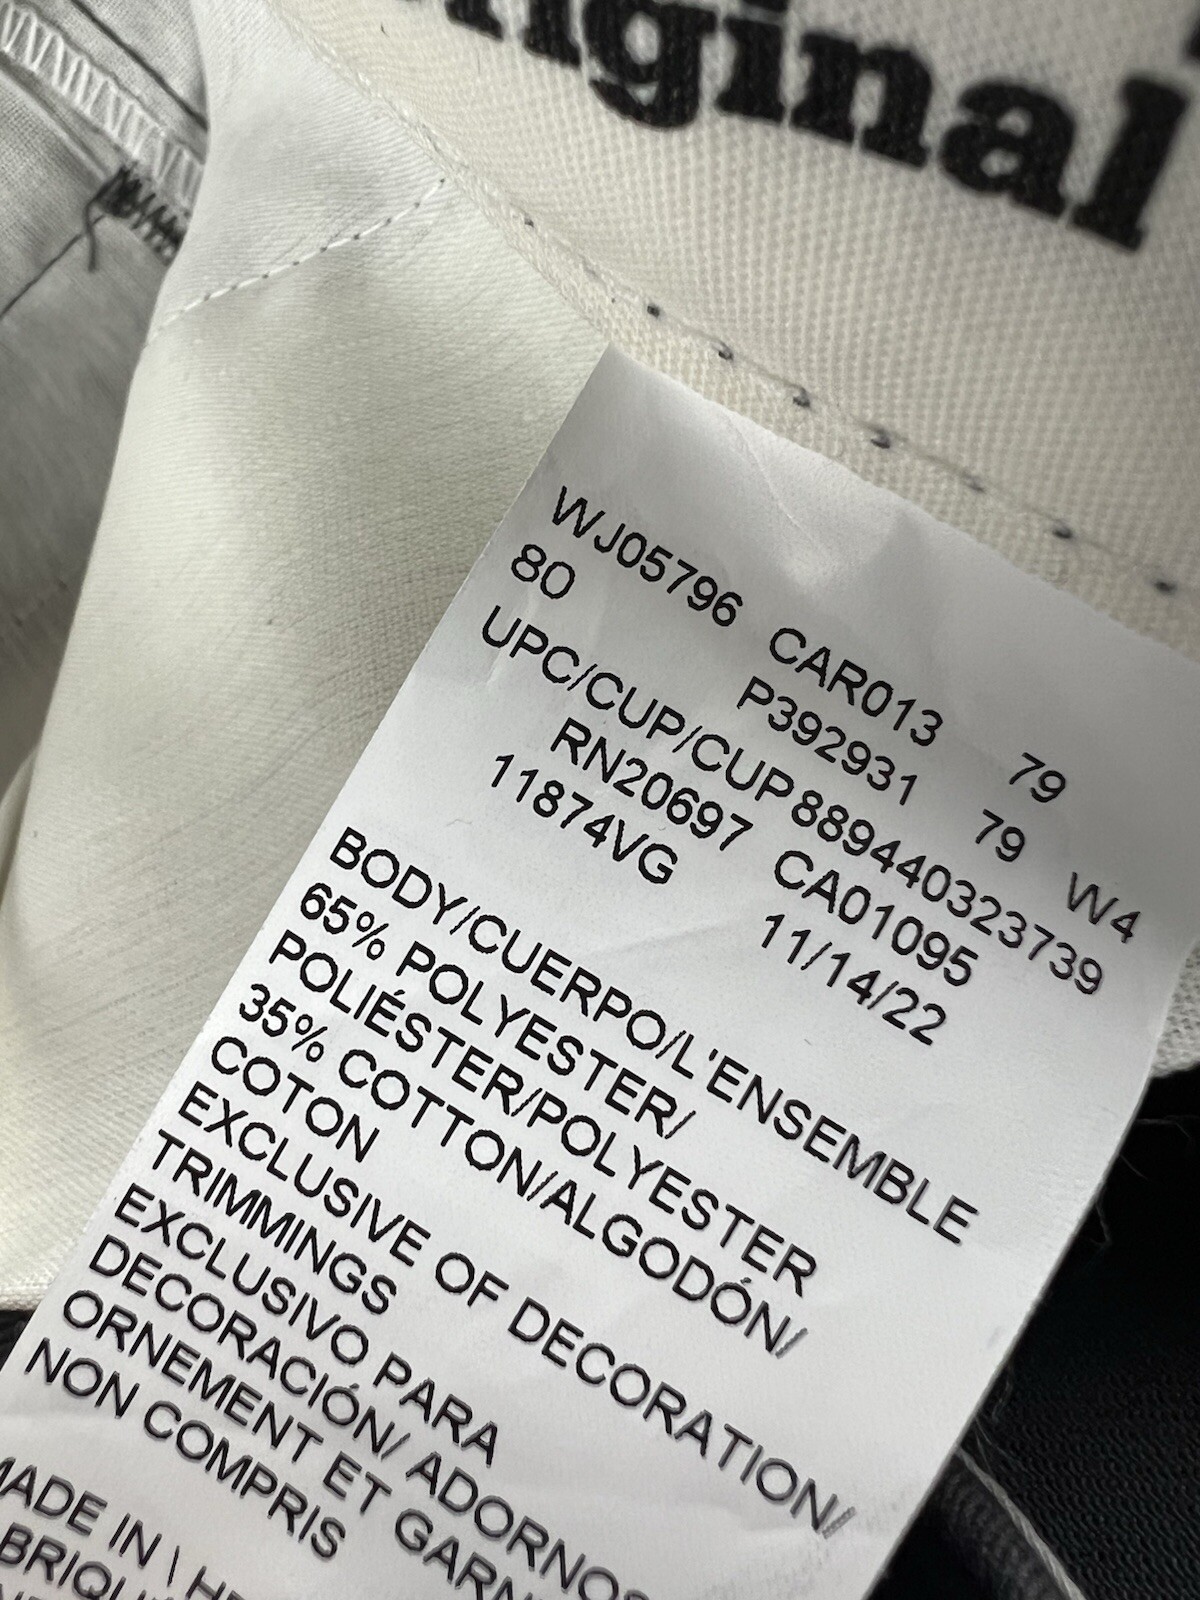 WJ05796 CAR013 79
80 P392931 79 W4
UPC/CUP/CUP889440323739
RN20697 CA01095
11874VG 11/14/22
BODY/CUERPO/L'ENSEMBLE
65% POLYESTER/
POLIÉSTER/POLYESTER
35% COTTON/ALGODÓN/
COTON
EXCLUSIVE OF DECORATION/
TRIMMINGS
EXCLUSIVO PARA
DECORACIÓN/ ADORNOS
ORNEMENT ET
NON COMPRIS
MADE IN \